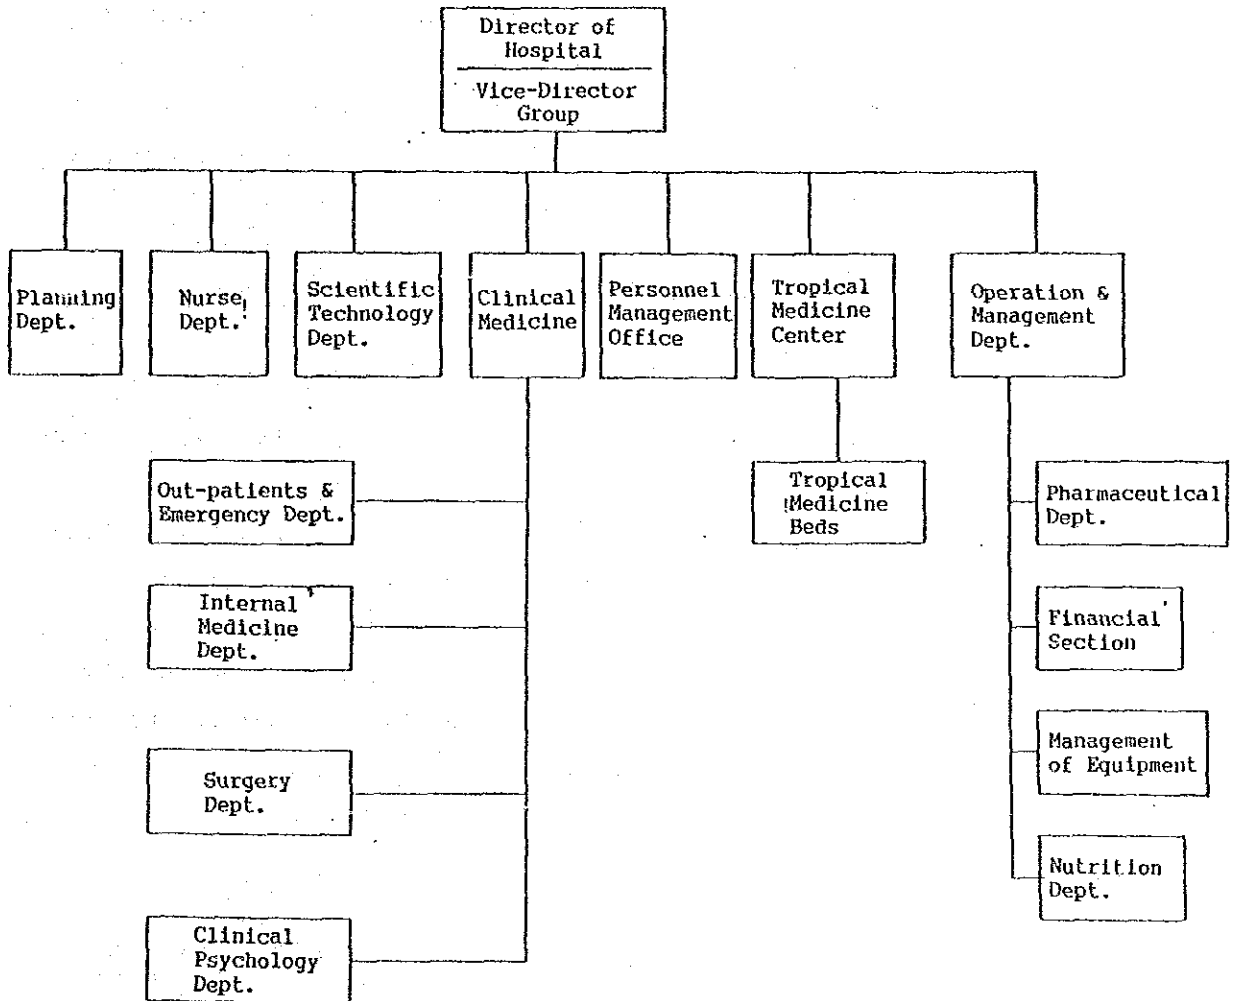 Director of
Hospital
Vice-Director
Group
Planning
Dept.
Nurse
Dept.
Scientific
Technology
Dept.
Clinical
Medicine
Personnel
Management
Office
Tropical
Medicine
Center
Operation &
Management
Dept.
Out-patients &
Emergency Dept.
Internal
Medicine
Dept.
Surgery
Dept.
Clinical
Psychology
Dept.
Tropical
Medicine
Beds
Pharmaceutical
Dept.
Financial
Section
Management
of Equipment
Nutrition
Dept.